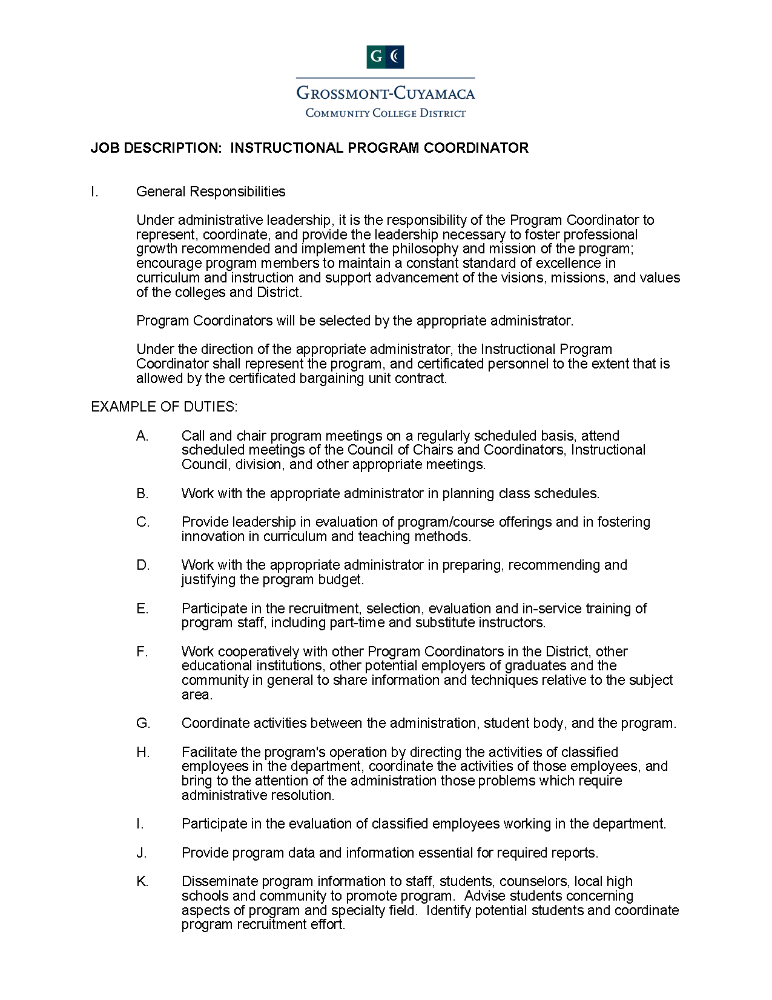 G C
GROSSMONT-CUYAMACA
COMMUNITY COLLEGE DISTRICT
JOB DESCRIPTION:  INSTRUCTIONAL PROGRAM COORDINATOR
I. General Responsibilities
Under administrative leadership, it is the responsibility of the Program Coordinator to
represent, coordinate, and provide the leadership necessary to foster professional
growth recommended and implement the philosophy and mission of the program;
encourage program members to maintain a constant standard of excellence in
curriculum and instruction and support advancement of the visions, missions, and values
of the colleges and District.
Program Coordinators will be selected by the appropriate administrator.
Under the direction of the appropriate administrator, the Instructional Program
Coordinator shall represent the program, and certificated personnel to the extent that is
allowed by the certificated bargaining unit contract.
EXAMPLE OF DUTIES:
A. Call and chair program meetings on a regularly scheduled basis, attend
scheduled meetings of the Council of Chairs and Coordinators, Instructional
Council, division, and other appropriate meetings.
B. Work with the appropriate administrator in planning class schedules.
C. Provide leadership in evaluation of program/course offerings and in fostering
innovation in curriculum and teaching methods.
D. Work with the appropriate administrator in preparing, recommending and
justifying the program budget.
E. Participate in the recruitment, selection, evaluation and in-service training of
program staff, including part-time and substitute instructors.
F. Work cooperatively with other Program Coordinators in the District, other
educational institutions, other potential employers of graduates and the
community in general to share information and techniques relative to the subject
area.
G. Coordinate activities between the administration, student body, and the program.
H. Facilitate the program's operation by directing the activities of classified
employees in the department, coordinate the activities of those employees, and
bring to the attention of the administration those problems which require
administrative resolution.
I. Participate in the evaluation of classified employees working in the department.
J. Provide program data and information essential for required reports.
K. Disseminate program information to staff, students, counselors, local high
schools and community to promote program.  Advise students concerning
aspects of program and specialty field.  Identify potential students and coordinate
program recruitment effort.